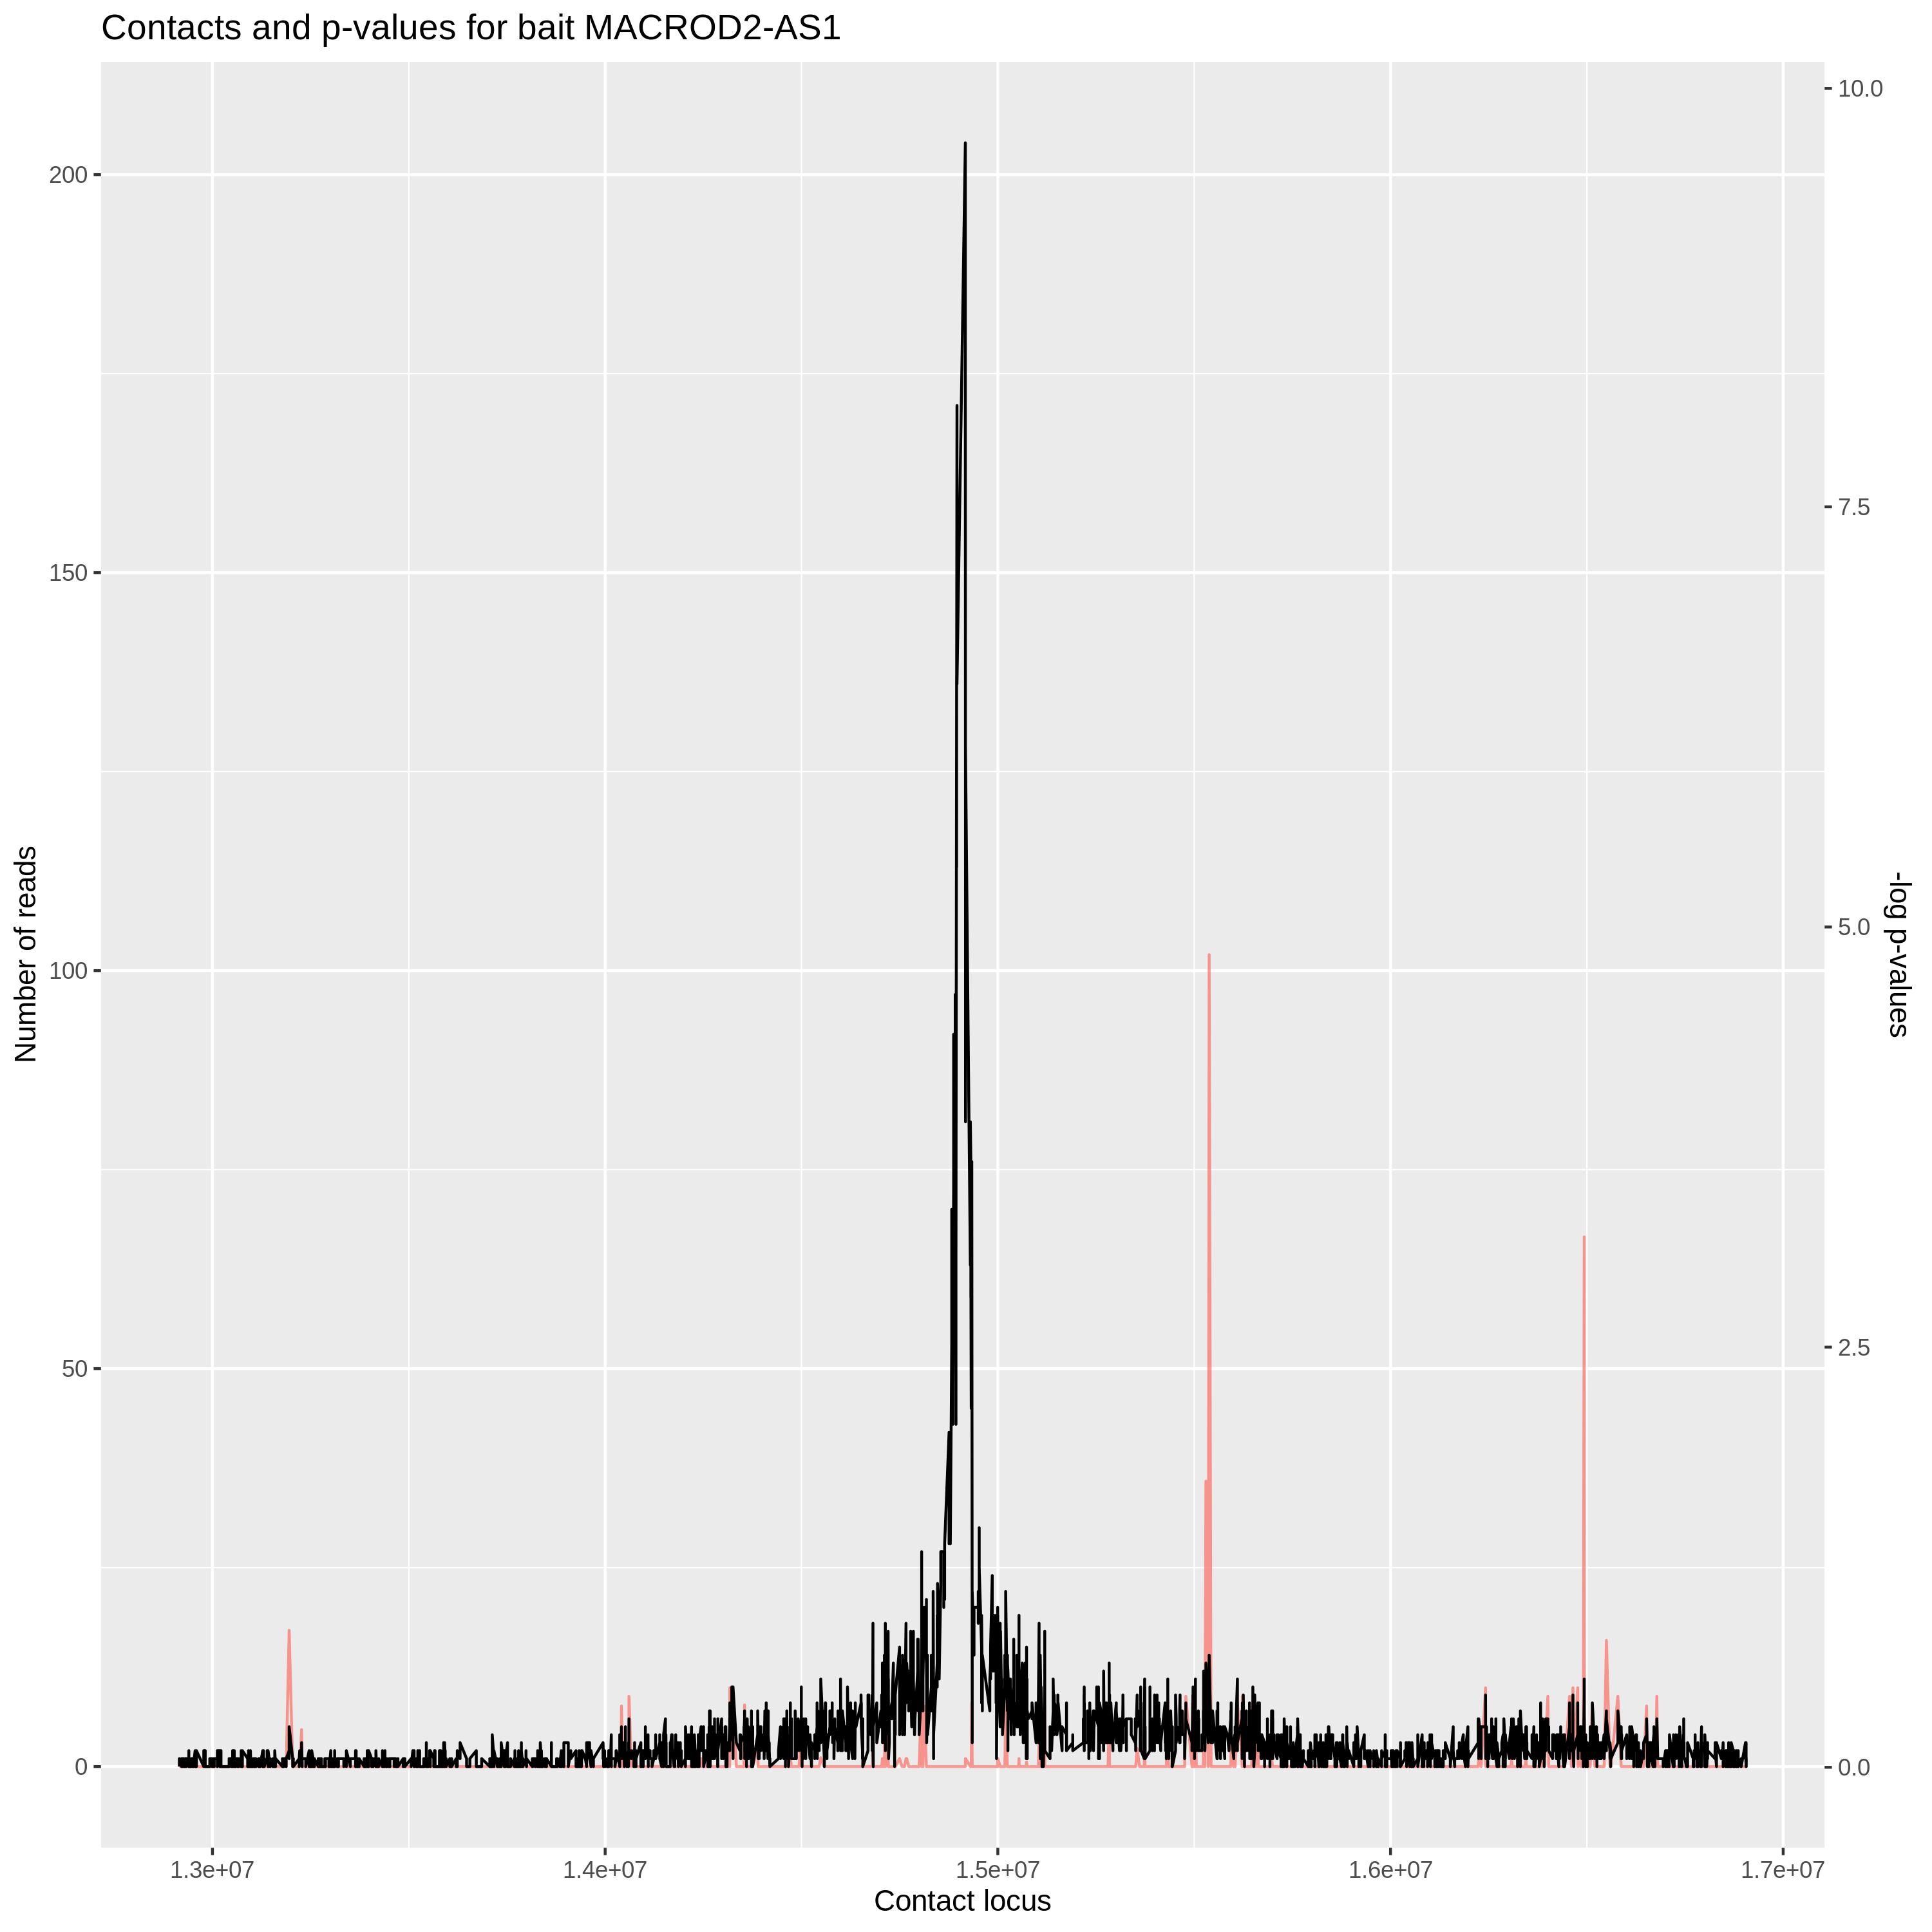 Contacts and p-values for bait MACROD2-AS1
Number of reads
200
150
100
50
0
10.0
7.5
5.0
2.5
0.0
-log p-values
1.3e+07
1.4e+07
1.5e+07
1.6e+07
1.7e+07
Contact locus